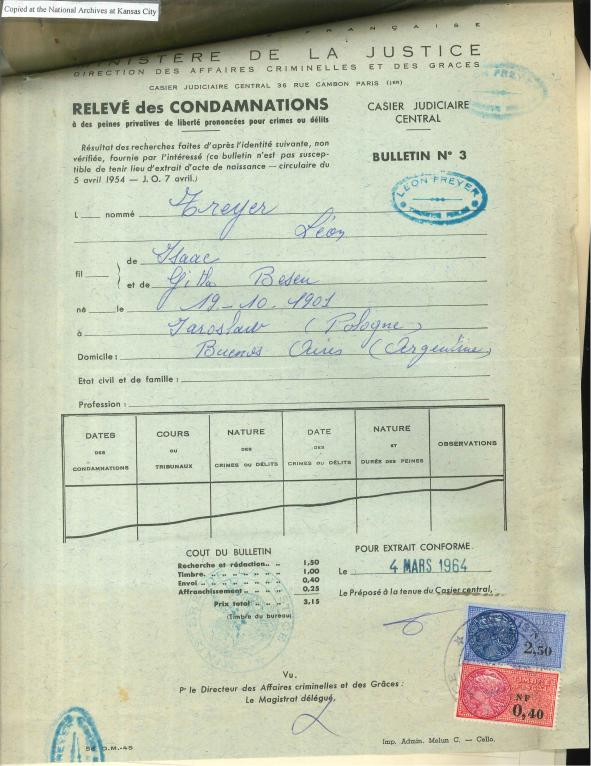 Copied at the National Archives at Kansas City
FRANÇAISE
MINISTÈRE DE LA JUSTICE
DIRECTION DES AFFAIRES CRIMINELLES ET DES GRACES
CASIER JUDICIAIRE CENTRAL 36 RUE CAMBON PARIS (1ER)
RELEVÉ des CONDAMNATIONS
à des peines privatives de liberté prononcées pour crimes ou délits
CASIER JUDICIAIRE
CENTRAL
Résultat des recherches faites d'après l'identité suivante, non
vérifiée, fournie par l'intéressé (ce bulletin n'est pas suscep-
tible de tenir lieu d'extrait d'acte de naissance — circulaire du
5 avril 1954 — J. O. 7 avril.)
BULLETIN N° 3
LEON FREYER
L nommé Freyer
Léon
fil
de Isaac
et de Gitla Besen
né le 19-10-1901
à Jaroslaw (Pologne)
Domicile : Buenos Aires (Argentine)
Etat civil et de famille :
Profession :
DATES DES CONDAMNATIONS
COURS OU TRIBUNAUX
NATURE DES CRIMES OU DÉLITS
DATE DES CRIMES OU DÉLITS
NATURE ET DURÉE DES PEINES
OBSERVATIONS
COUT DU BULLETIN
Recherche et rédaction.. .. 1,50
Timbre. .. .. .. .. .. .. 1,00
Envoi .. .. .. .. .. .. .. 0,40
Affranchissement .. .. .. .. 0,25
Prix total .. .. 3,15
(Timbre du bureau)
POUR EXTRAIT CONFORME.
Le 4 MARS 1964
Le Préposé à la tenue du Casier central,
2,50
NF
0,40
Vu.
Pr le Directeur des Affaires criminelles et des Grâces :
Le Magistrat délégué,
FREYER
O.M.-45
Imp. Admin. Melun C. — Cello.